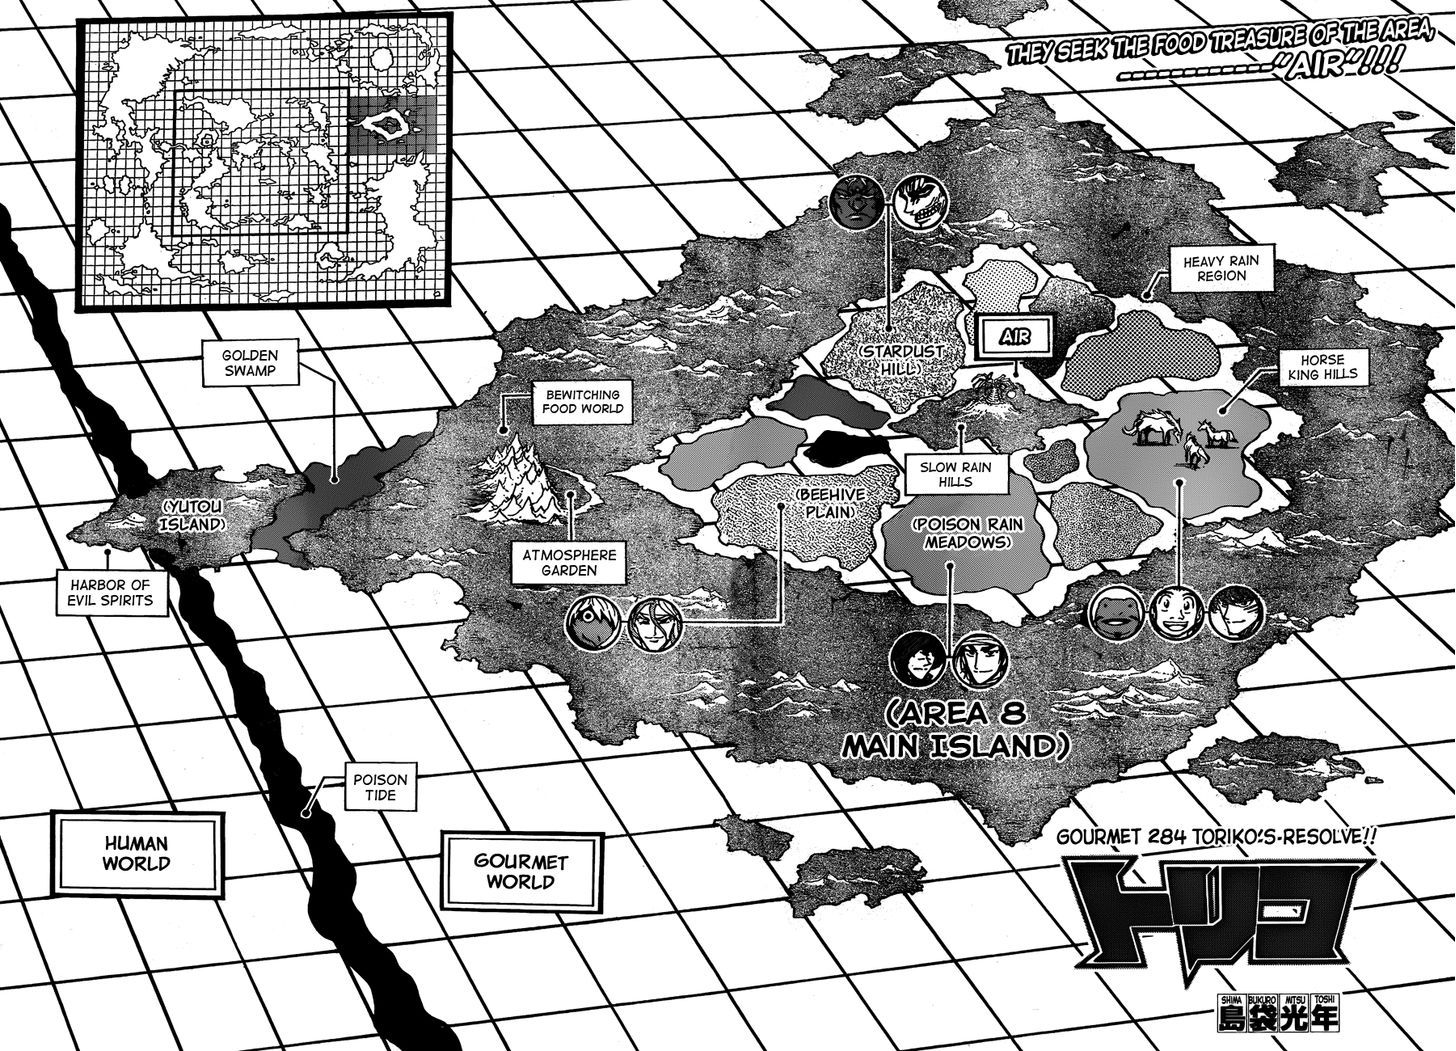 THEY SEEK THE FOOD TREASURE OF THE AREA,
"AIR"!!!
HEAVY RAIN
REGION
(STARDUST
HILL)
AIR
GOLDEN
SWAMP
HORSE
KING HILLS
BEWITCHING
FOOD WORLD
SLOW RAIN
HILLS
(YUTOU
ISLAND)
(BEEHIVE
PLAIN)
(POISON RAIN
MEADOWS)
ATMOSPHERE
GARDEN
HARBOR OF
EVIL SPIRITS
(AREA 8
MAIN ISLAND)
POISON
TIDE
HUMAN
WORLD
GOURMET
WORLD
GOURMET 284 TORIKO'S-RESOLVE!!
トリコ
SHIMA BUKURO MITSU TOSHI
島袋光年